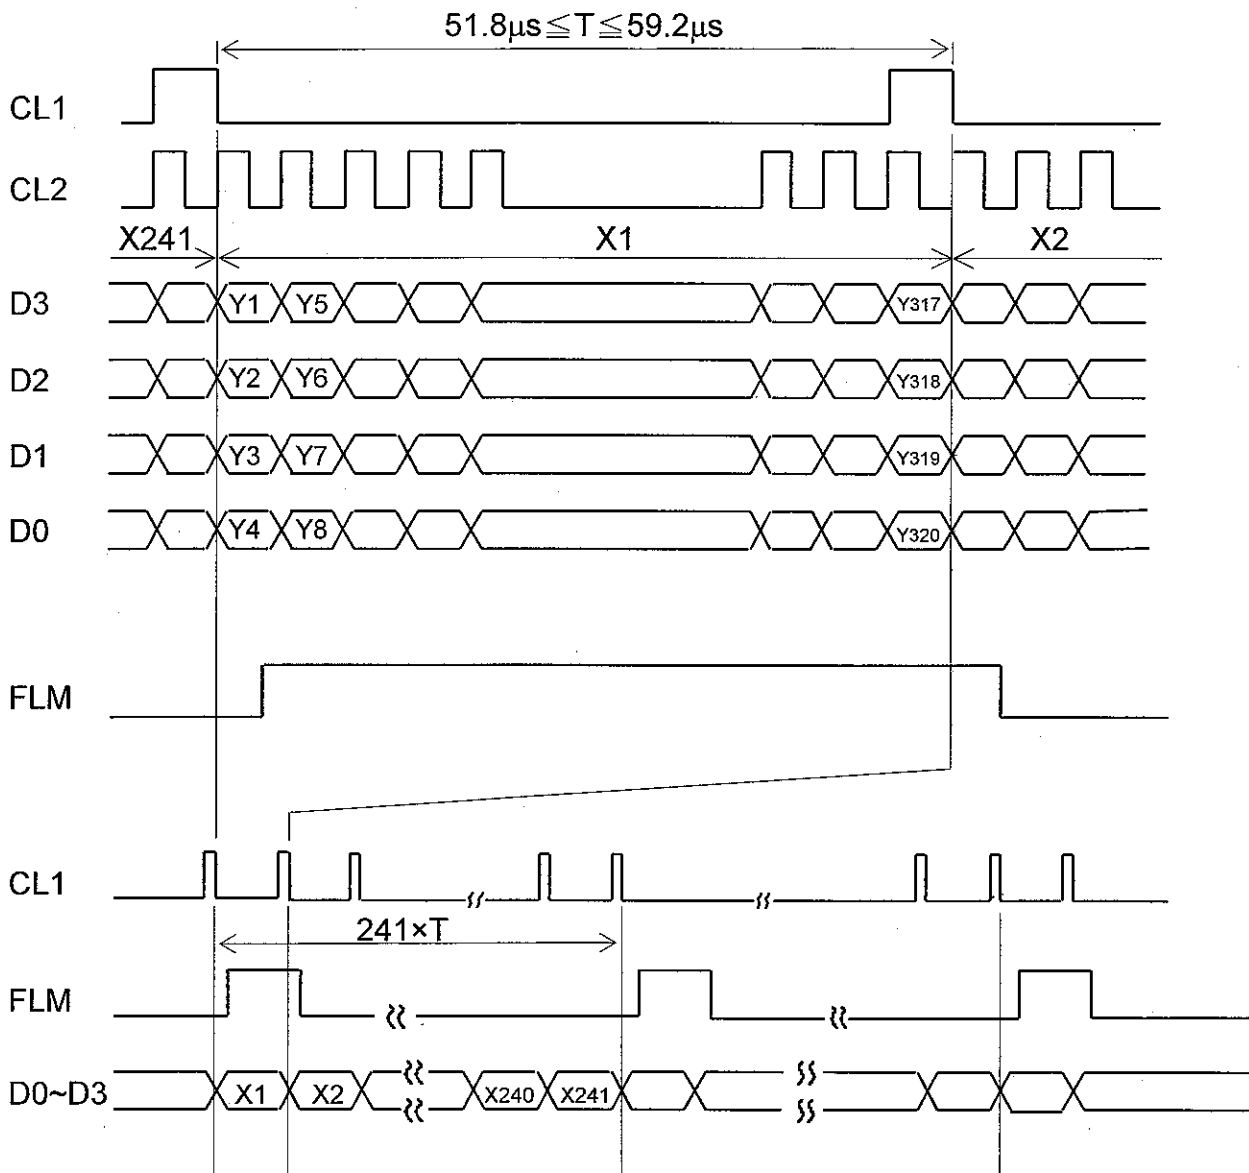 51.8μs≦T≦59.2μs
CL1
CL2
X241 X1 X2
D3 Y1 Y5 Y317
D2 Y2 Y6 Y318
D1 Y3 Y7 Y319
D0 Y4 Y8 Y320
FLM
CL1
241×T
FLM
D0~D3 X1 X2 X240 X241